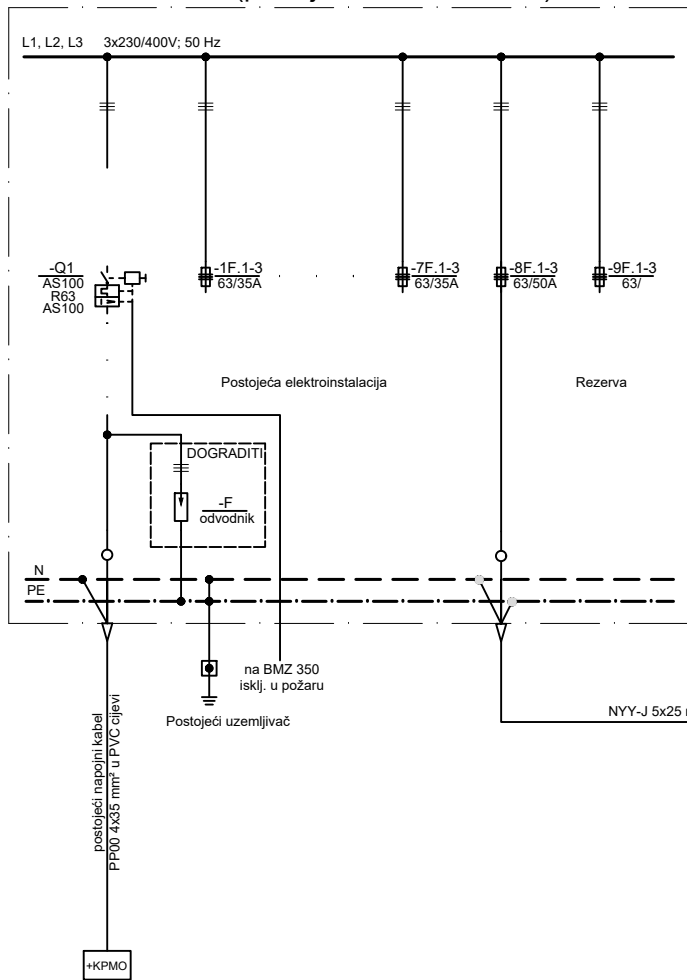 L1, L2, L3 3x230/400V; 50 Hz
-Q1
AS100
R63
AS100
-1F.1-3
63/35A
-7F.1-3
63/35A
-8F.1-3
63/50A
-9F.1-3
63/
Postojeća elektroinstalacija
Rezerva
DOGRADITI
-F
odvodnik
N
PE
na BMZ 350
isklj. u požaru
Postojeći uzemljivač
NYY-J 5x25
postojeći napojni kabel
PP00 4x35 mm² u PVC cijevi
+KPMO